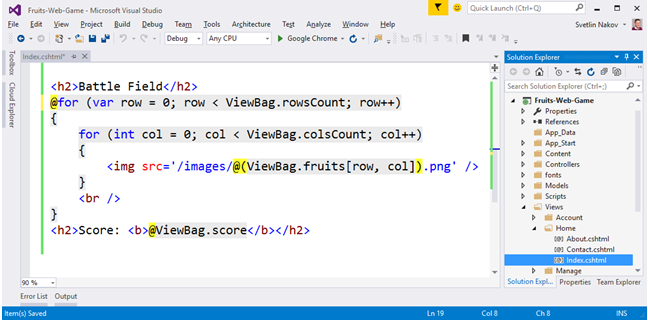 Fruits-Web-Game - Microsoft Visual Studio
Quick Launch (Ctrl+Q)
File Edit View Project Build Debug Team Tools Architecture Test Analyze Window Help
Svetlin Nakov
Debug Any CPU Google Chrome
Toolbox
Cloud Explorer
Index.cshtml*
<h2>Battle Field</h2>
@for (var row = 0; row < ViewBag.rowsCount; row++)
{
for (int col = 0; col < ViewBag.colsCount; col++)
{
<img src='/images/@(ViewBag.fruits[row, col]).png' />
}
<br />
}
<h2>Score: <b>@ViewBag.score</b></h2>
90 %
Error List Output
Solution Explorer
Search Solution Explorer (Ctrl+;)
Fruits-Web-Game
Properties
References
App_Data
App_Start
Content
Controllers
fonts
Models
Scripts
Views
Account
Home
About.cshtml
Contact.cshtml
Index.cshtml
Manage
Solution Expl... Properties Team Explorer
Item(s) Saved Ln 19 Col 8 Ch 8 INS